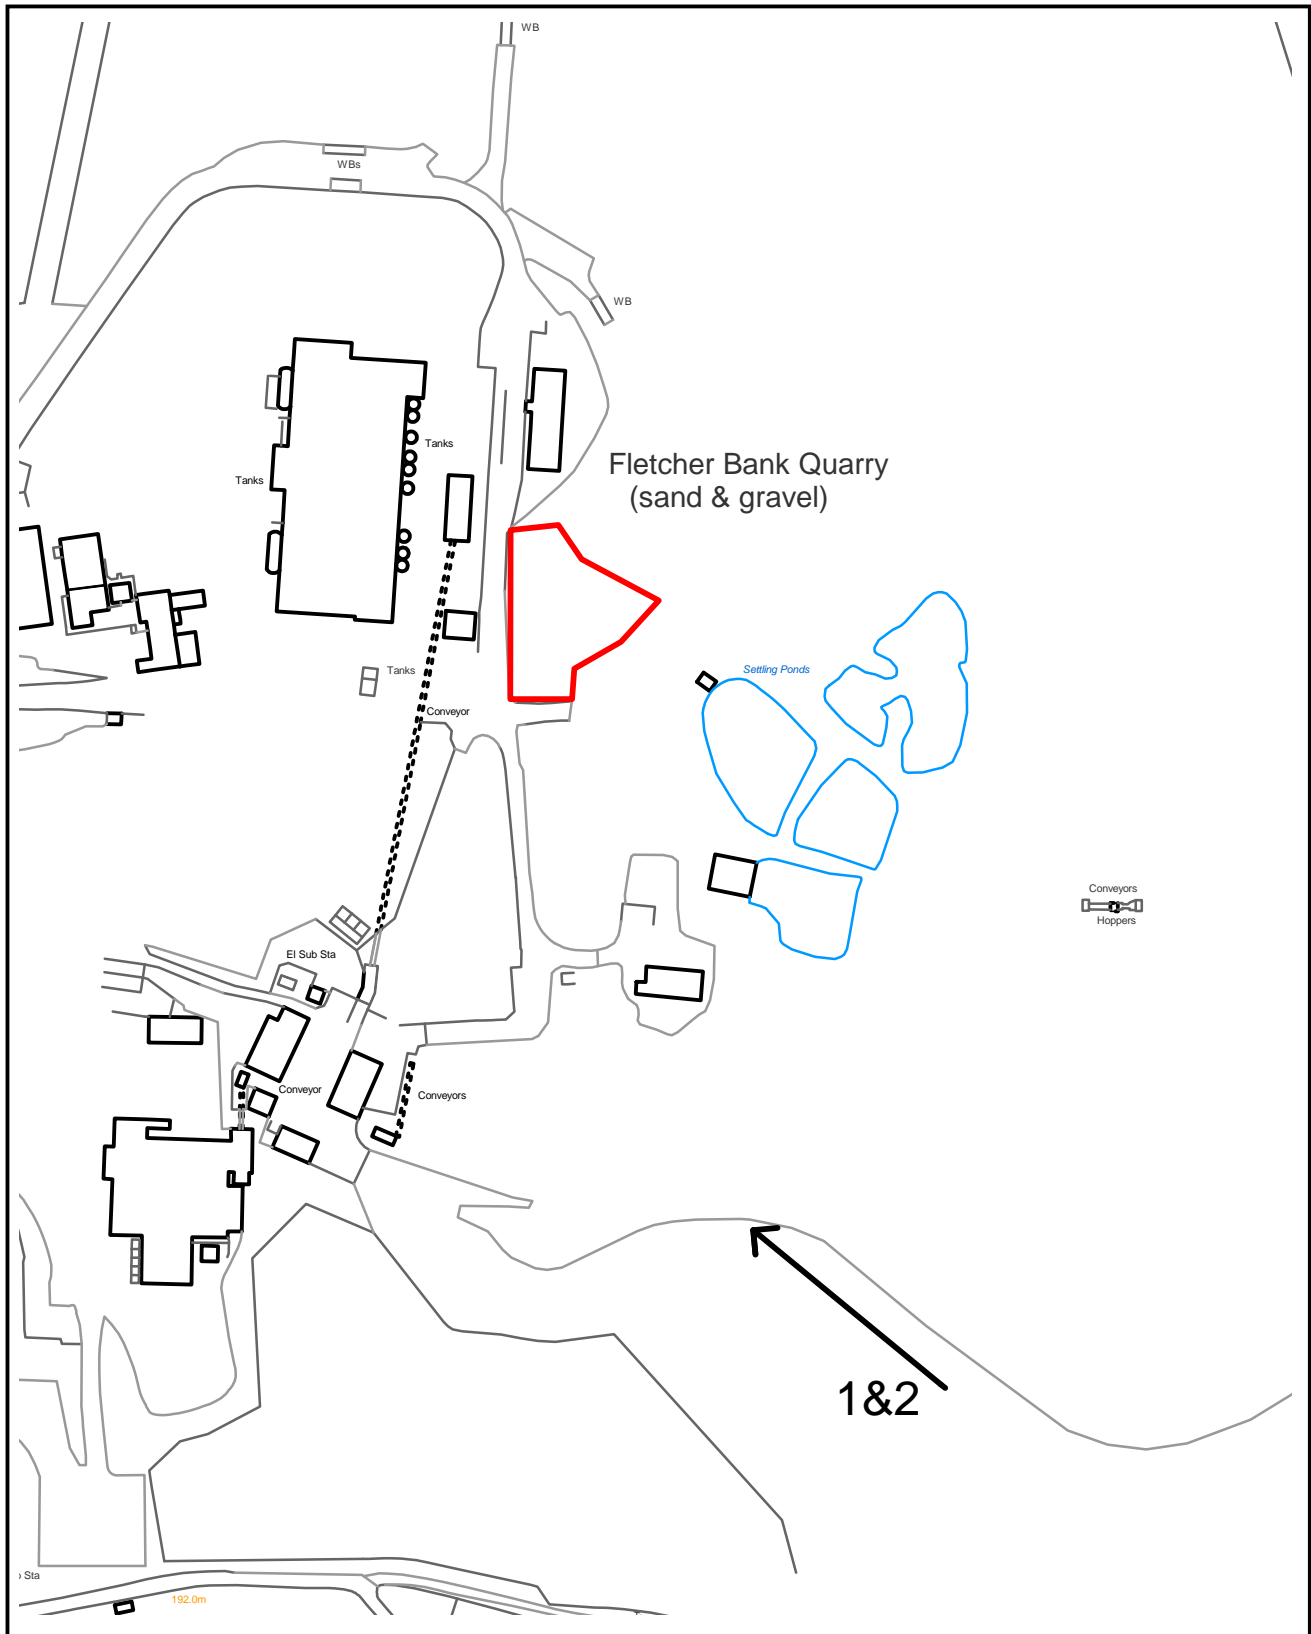 WB
WBs
WB
Tanks
Fletcher Bank Quarry
(sand & gravel)
Tanks
Settling Ponds
Tanks
Conveyor
Conveyors
Hoppers
El Sub Sta
Conveyor
Conveyors
1&2
Sta
192.0m